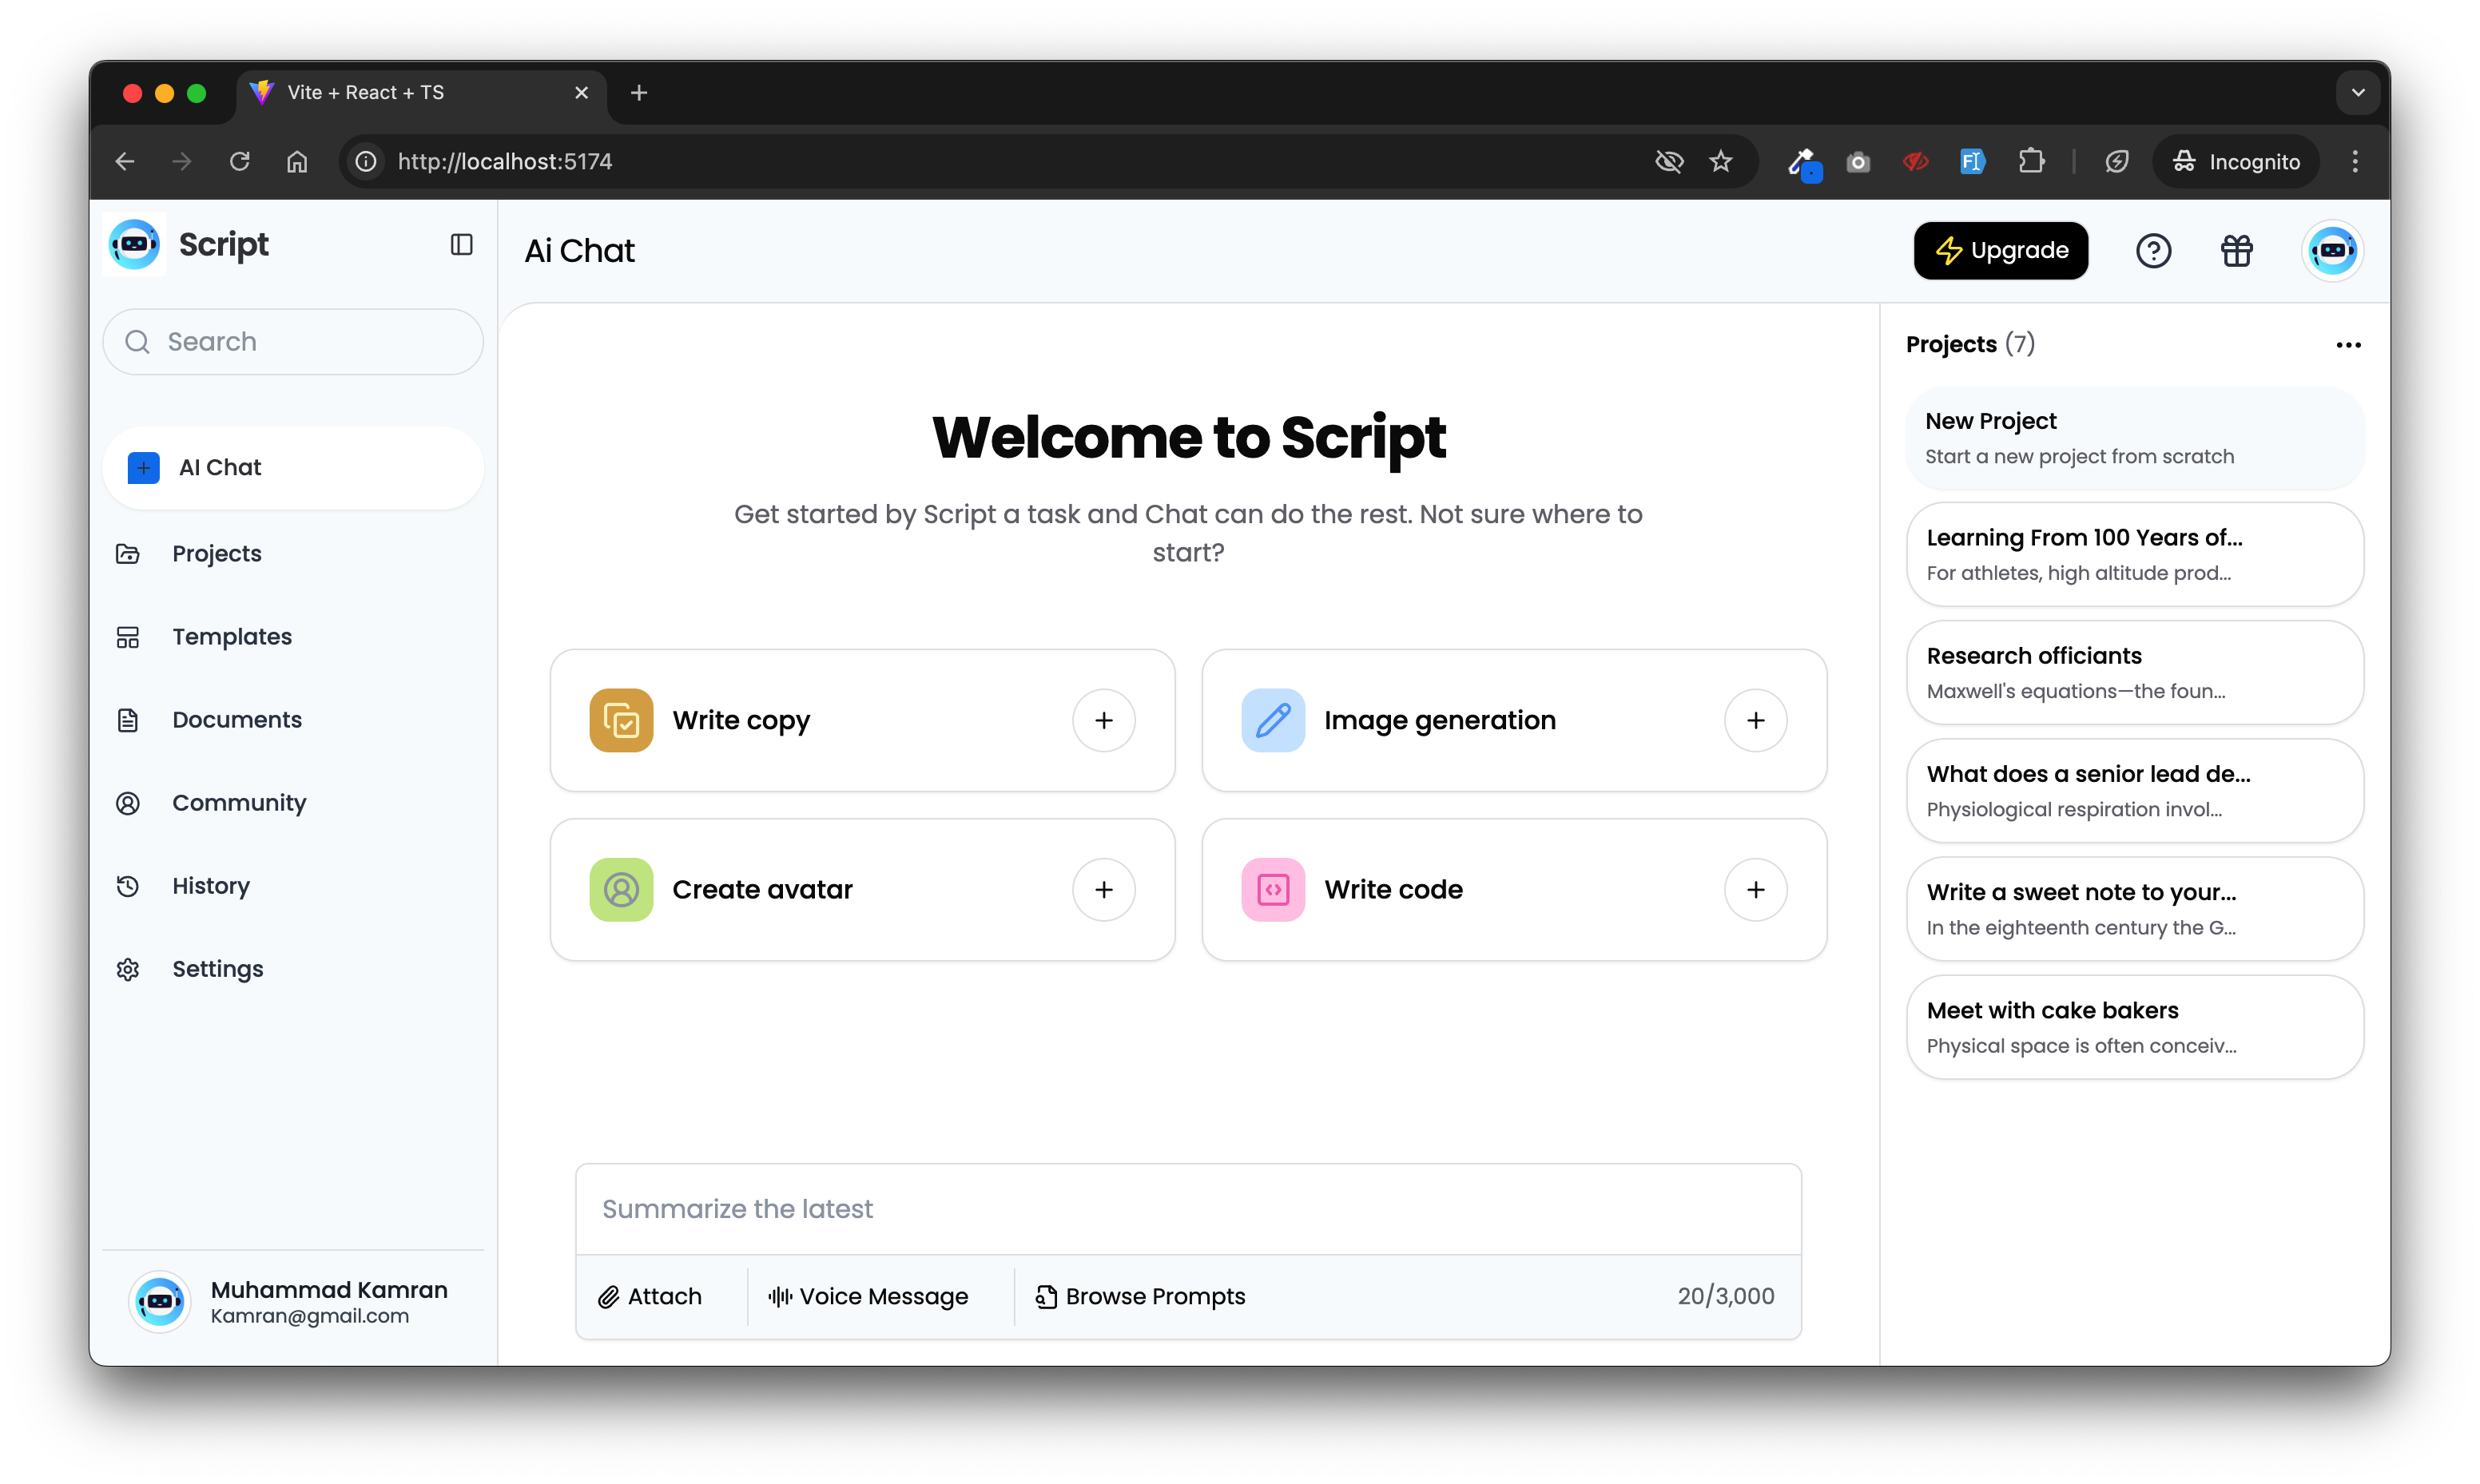 Vite + React + TS
http://localhost:5174
Incognito
Script
Search
AI Chat
Projects
Templates
Documents
Community
History
Settings
Muhammad Kamran
Kamran@gmail.com
Ai Chat
Upgrade
Welcome to Script
Get started by Script a task and Chat can do the rest. Not sure where to
start?
Write copy
Image generation
Create avatar
Write code
Summarize the latest
Attach
Voice Message
Browse Prompts
20/3,000
Projects (7)
New Project
Start a new project from scratch
Learning From 100 Years of...
For athletes, high altitude prod...
Research officiants
Maxwell's equations—the foun...
What does a senior lead de...
Physiological respiration invol...
Write a sweet note to your...
In the eighteenth century the G...
Meet with cake bakers
Physical space is often conceiv...